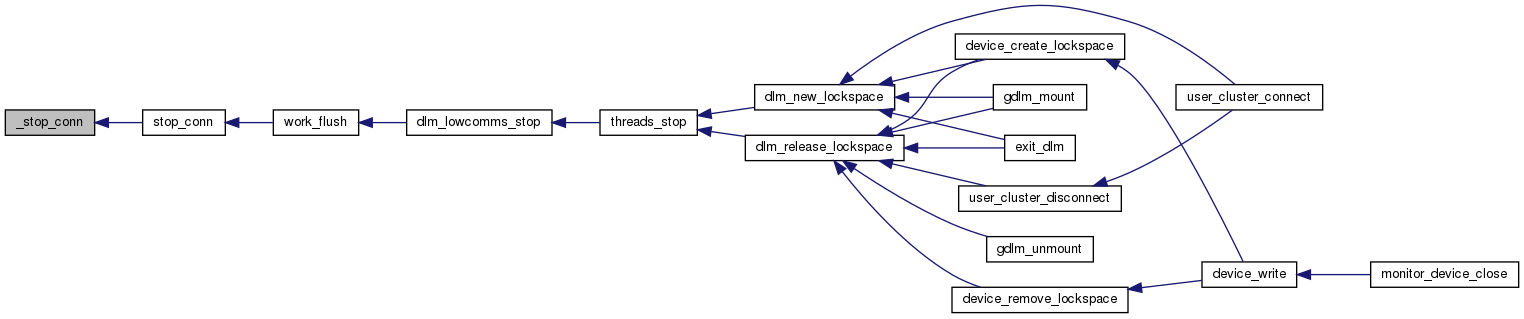 _stop_conn
stop_conn
work_flush
dlm_lowcomms_stop
threads_stop
dlm_new_lockspace
dlm_release_lockspace
device_create_lockspace
gdlm_mount
exit_dlm
user_cluster_disconnect
gdlm_unmount
device_remove_lockspace
user_cluster_connect
device_write
monitor_device_close